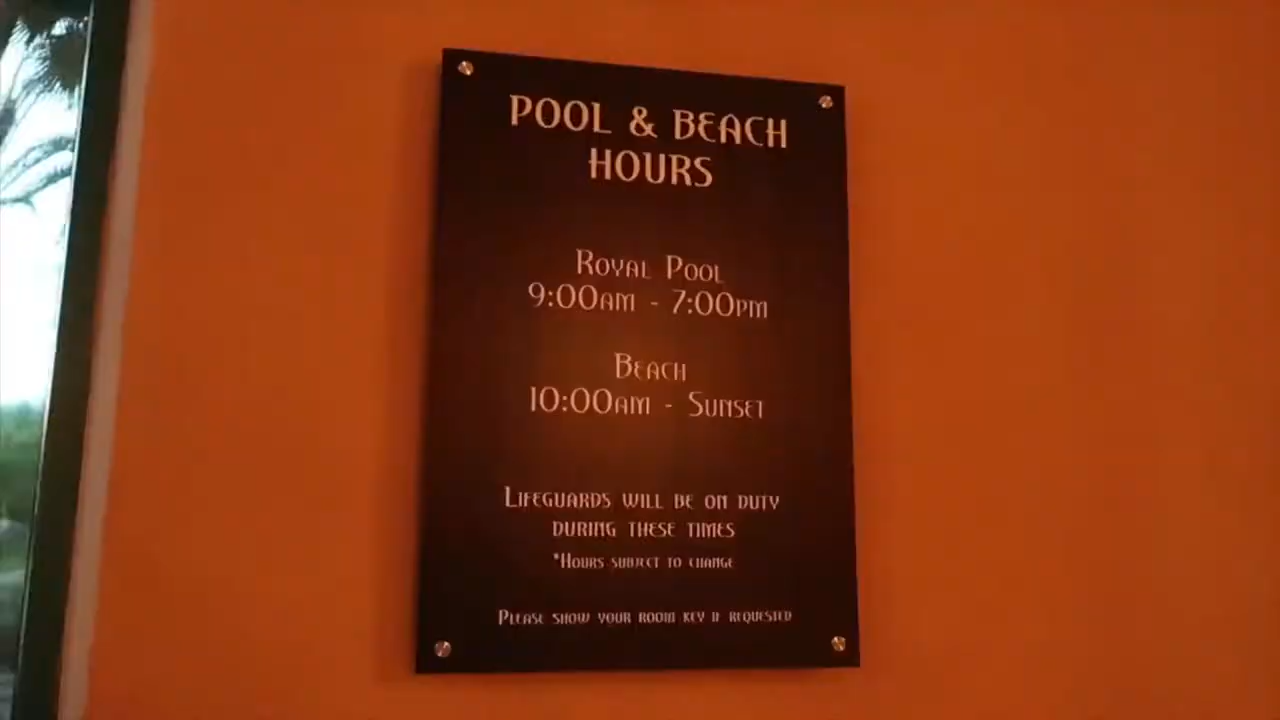 POOL & BEACH
HOURS
ROYAL POOL
9:00AM - 7:00PM
BEACH
10:00AM - SUNSET
LIFEGUARDS WILL BE ON DUTY
DURING THESE TIMES
*HOURS SUBJECT TO CHANGE
PLEASE SHOW YOUR ROOM KEY IF REQUESTED